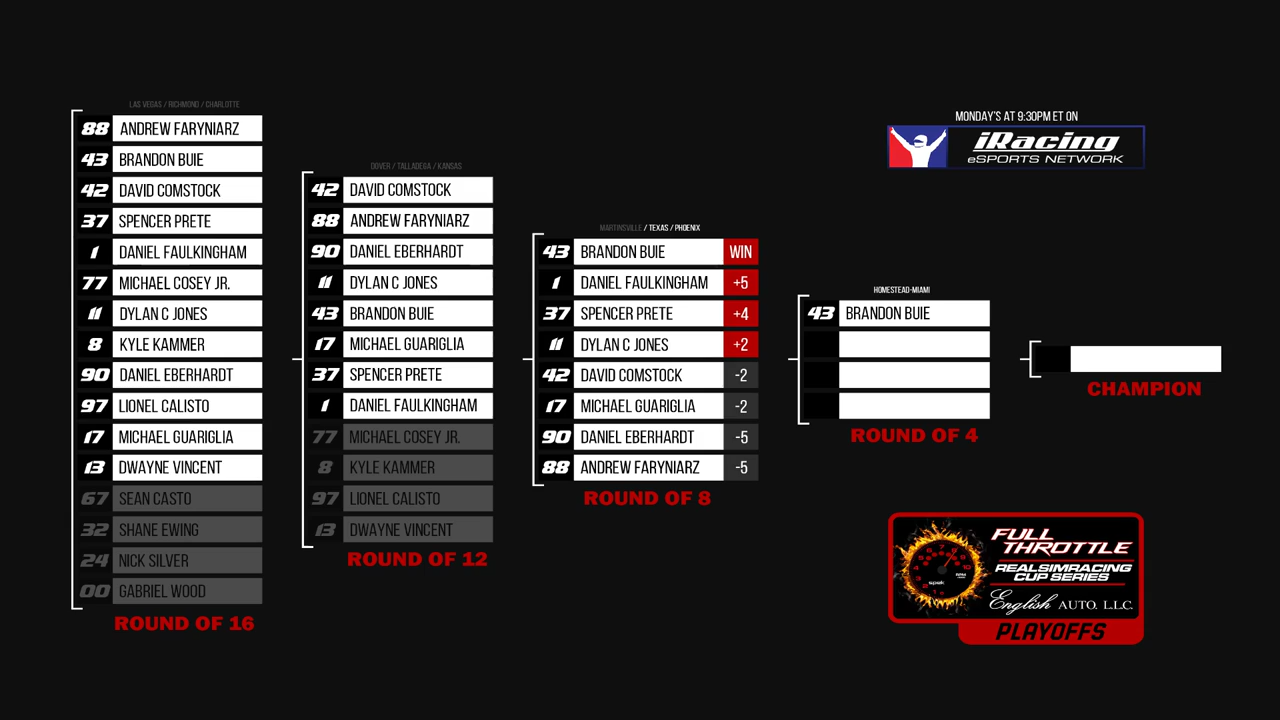 LAS VEGAS / RICHMOND / CHARLOTTE
88 ANDREW FARYNIARZ
43 BRANDON BUIE
42 DAVID COMSTOCK
37 SPENCER PRETE
1 DANIEL FAULKINGHAM
77 MICHAEL COSEY JR.
11 DYLAN C JONES
8 KYLE KAMMER
90 DANIEL EBERHARDT
97 LIONEL CALISTO
17 MICHAEL GUARIGLIA
13 DWAYNE VINCENT
67 SEAN CASTO
32 SHANE EWING
24 NICK SILVER
00 GABRIEL WOOD
ROUND OF 16
DOVER / TALLADEGA / KANSAS
42 DAVID COMSTOCK
88 ANDREW FARYNIARZ
90 DANIEL EBERHARDT
11 DYLAN C JONES
43 BRANDON BUIE
17 MICHAEL GUARIGLIA
37 SPENCER PRETE
1 DANIEL FAULKINGHAM
77 MICHAEL COSEY JR.
8 KYLE KAMMER
97 LIONEL CALISTO
13 DWAYNE VINCENT
ROUND OF 12
MARTINSVILLE / TEXAS / PHOENIX
43 BRANDON BUIE WIN
1 DANIEL FAULKINGHAM +5
37 SPENCER PRETE +4
11 DYLAN C JONES +2
42 DAVID COMSTOCK -2
17 MICHAEL GUARIGLIA -2
90 DANIEL EBERHARDT -5
88 ANDREW FARYNIARZ -5
ROUND OF 8
HOMESTEAD-MIAMI
43 BRANDON BUIE
ROUND OF 4
CHAMPION
MONDAY'S AT 9:30PM ET ON
iRacing
eSPORTS NETWORK
FULL
THROTTLE
REALSIMRACING
CUP SERIES
English AUTO. L.L.C.
PLAYOFFS